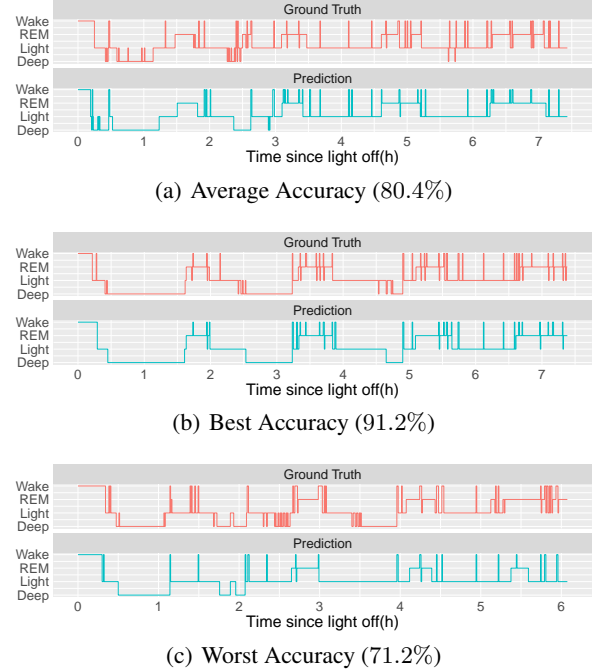 Ground Truth
Wake
REM
Light
Deep
Prediction
Wake
REM
Light
Deep
0 1 2 3 4 5 6 7
Time since light off(h)
(a) Average Accuracy (80.4%)
Ground Truth
Wake
REM
Light
Deep
Prediction
Wake
REM
Light
Deep
0 1 2 3 4 5 6 7
Time since light off(h)
(b) Best Accuracy (91.2%)
Ground Truth
Wake
REM
Light
Deep
Prediction
Wake
REM
Light
Deep
0 1 2 3 4 5 6
Time since light off(h)
(c) Worst Accuracy (71.2%)